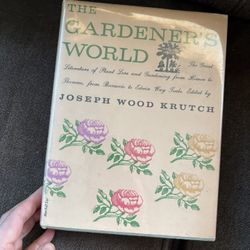 THE
GARDENER'S
WORLD
The Great
Literature of Plant Lore and Gardening from Homer to
Thoreau, from Browne to Edwin Way Teale. Edited by
JOSEPH WOOD KRUTCH